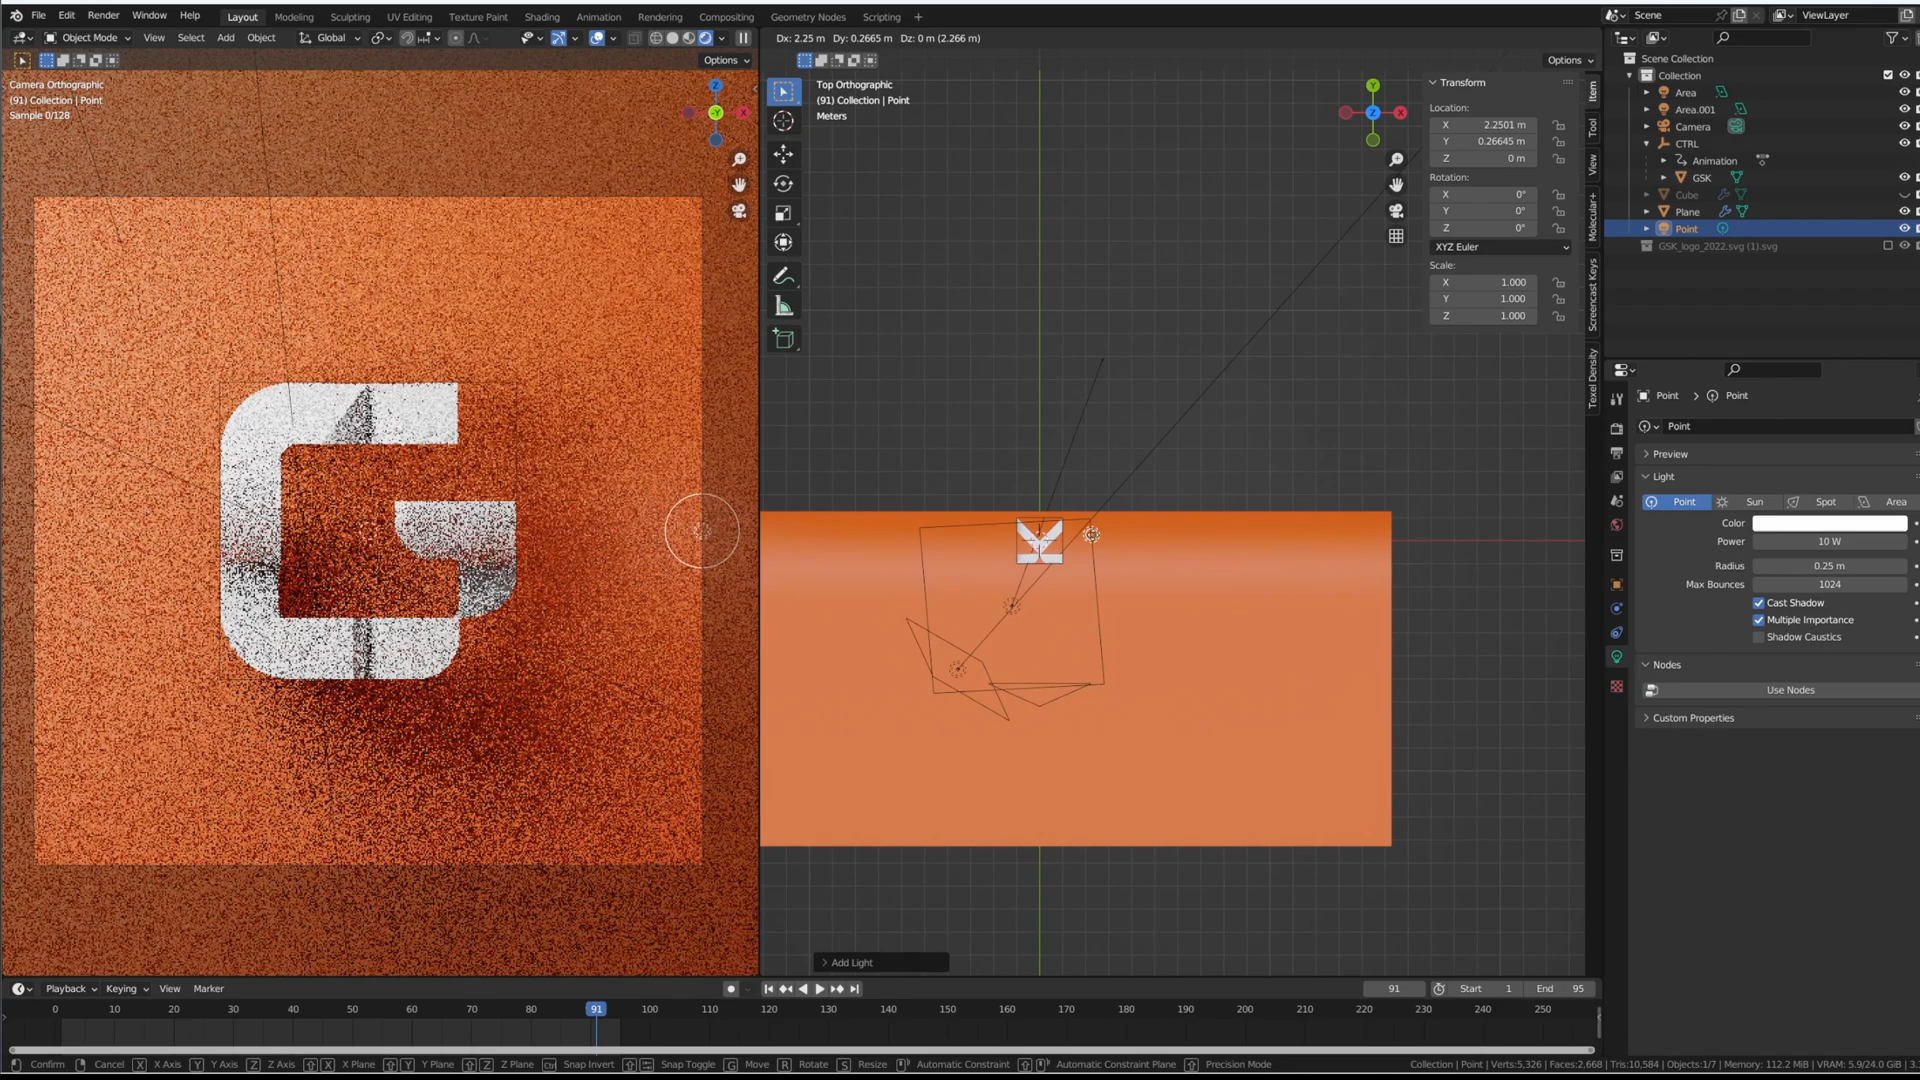 File Edit Render Window Help
Layout Modeling Sculpting UV Editing Texture Paint Shading Animation Rendering Compositing Geometry Nodes Scripting +
Scene
ViewLayer
Object Mode View Select Add Object Global
Dx: 2.25 m Dy: 0.2665 m Dz: 0 m (2.266 m)
Options
Options
Camera Orthographic
(91) Collection | Point
Sample 0/128
Z
-Y
X
Top Orthographic
(91) Collection | Point
Meters
Y
Z
X
Transform
Location:
X 2.2501 m
Y 0.26645 m
Z 0 m
Rotation:
X 0°
Y 0°
Z 0°
XYZ Euler
Scale:
X 1.000
Y 1.000
Z 1.000
Item
Tool
View
Molecular+
Screencast Keys
Texel Density
Scene Collection
Collection
Area
Area.001
Camera
CTRL
Animation
GSK
Cube
Plane
Point
GSK_logo_2022.svg (1).svg
Point > Point
Point
Preview
Light
Point Sun Spot Area
Color
Power 10 W
Radius 0.25 m
Max Bounces 1024
Cast Shadow
Multiple Importance
Shadow Caustics
Nodes
Use Nodes
Custom Properties
Add Light
Playback Keying View Marker
91 Start 1 End 95
0 10 20 30 40 50 60 70 80 91 100 110 120 130 140 150 160 170 180 190 200 210 220 230 240 250
Confirm Cancel X X Axis Y Y Axis Z Z Axis X X Plane Y Y Plane Z Z Plane Ctrl Snap Invert Snap Toggle G Move R Rotate S Resize Automatic Constraint Automatic Constraint Plane Precision Mode
Collection | Point | Verts:5,326 | Faces:2,668 | Tris:10,584 | Objects:1/7 | Memory: 112.2 MiB | VRAM: 5.9/24.0 GiB | 3.